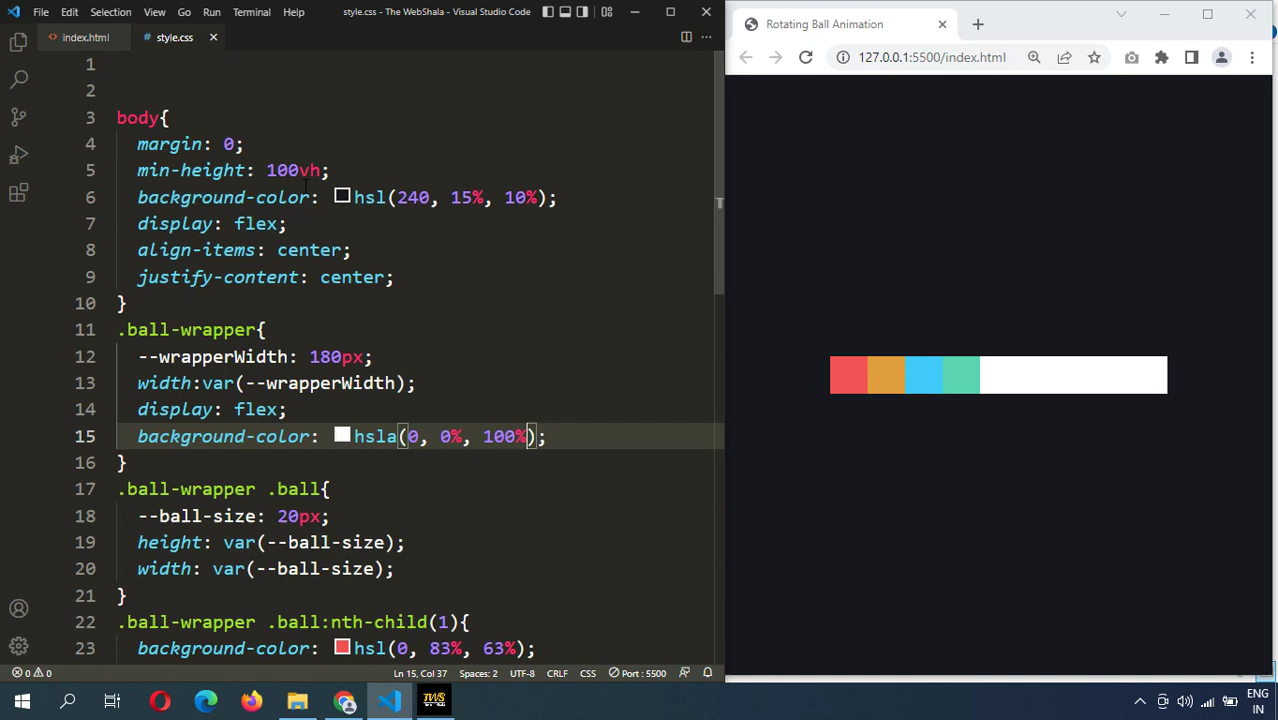 File Edit Selection View Go Run Terminal Help style.css - The WebShala - Visual Studio Code
index.html style.css
1
2
3 body{
4 margin: 0;
5 min-height: 100vh;
6 background-color: hsl(240, 15%, 10%);
7 display: flex;
8 align-items: center;
9 justify-content: center;
10 }
11 .ball-wrapper{
12 --wrapperWidth: 180px;
13 width:var(--wrapperWidth);
14 display: flex;
15 background-color: hsla(0, 0%, 100%);
16 }
17 .ball-wrapper .ball{
18 --ball-size: 20px;
19 height: var(--ball-size);
20 width: var(--ball-size);
21 }
22 .ball-wrapper .ball:nth-child(1){
23 background-color: hsl(0, 83%, 63%);
0 0 Ln 15, Col 37 Spaces: 2 UTF-8 CRLF CSS Port : 5500
Rotating Ball Animation
127.0.0.1:5500/index.html
TWS
ENG
IN